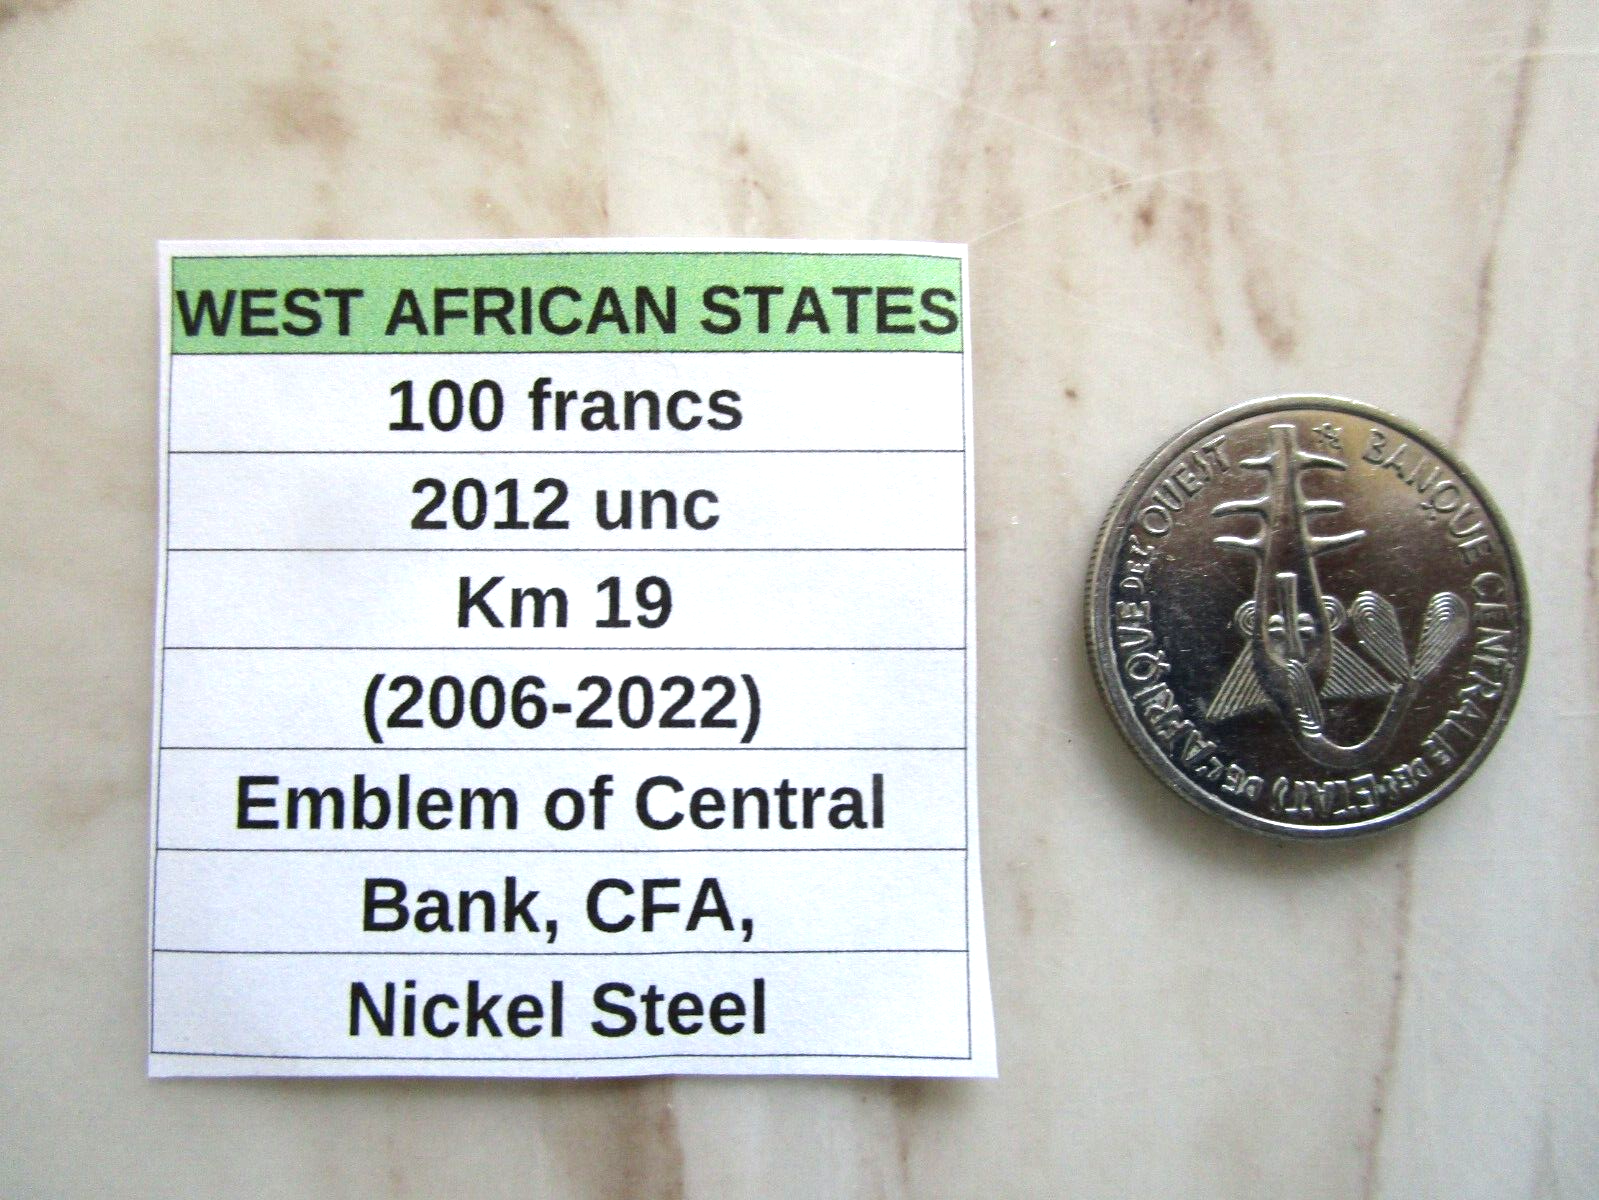 WEST AFRICAN STATES
100 francs
2012 unc
Km 19
(2006-2022)
Emblem of Central
Bank, CFA,
Nickel Steel
BANQUE CENTRALE DES ETATS DE L'AFRIQUE DE L'OUEST